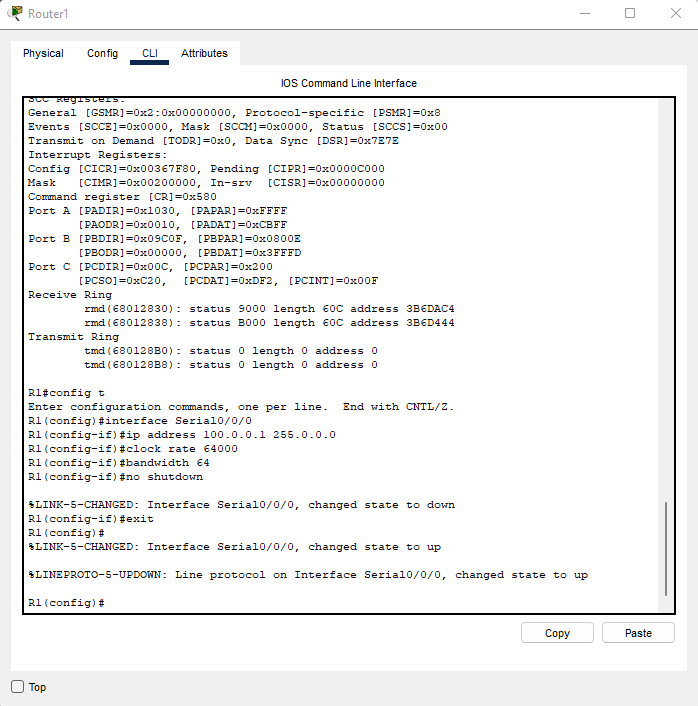 Router1
Physical Config CLI Attributes
IOS Command Line Interface
SCC Registers:
General [GSMR]=0x2:0x00000000, Protocol-specific [PSMR]=0x8
Events [SCCE]=0x0000, Mask [SCCM]=0x0000, Status [SCCS]=0x00
Transmit on Demand [TODR]=0x0, Data Sync [DSR]=0x7E7E
Interrupt Registers:
Config [CICR]=0x00367F80, Pending [CIPR]=0x0000C000
Mask   [CIMR]=0x00200000, In-srv  [CISR]=0x00000000
Command register [CR]=0x580
Port A [PADIR]=0x1030, [PAPAR]=0xFFFF
       [PAODR]=0x0010, [PADAT]=0xCBFF
Port B [PBDIR]=0x09C0F, [PBPAR]=0x0800E
       [PBODR]=0x00000, [PBDAT]=0x3FFFD
Port C [PCDIR]=0x00C, [PCPAR]=0x200
       [PCSO]=0xC20,  [PCDAT]=0xDF2, [PCINT]=0x00F
Receive Ring
        rmd(68012830): status 9000 length 60C address 3B6DAC4
        rmd(68012838): status B000 length 60C address 3B6D444
Transmit Ring
        tmd(680128B0): status 0 length 0 address 0
        tmd(680128B8): status 0 length 0 address 0
R1#config t
Enter configuration commands, one per line.  End with CNTL/Z.
R1(config)#interface Serial0/0/0
R1(config-if)#ip address 100.0.0.1 255.0.0.0
R1(config-if)#clock rate 64000
R1(config-if)#bandwidth 64
R1(config-if)#no shutdown
%LINK-5-CHANGED: Interface Serial0/0/0, changed state to down
R1(config-if)#exit
R1(config)#
%LINK-5-CHANGED: Interface Serial0/0/0, changed state to up
%LINEPROTO-5-UPDOWN: Line protocol on Interface Serial0/0/0, changed state to up
R1(config)#
Copy Paste
Top